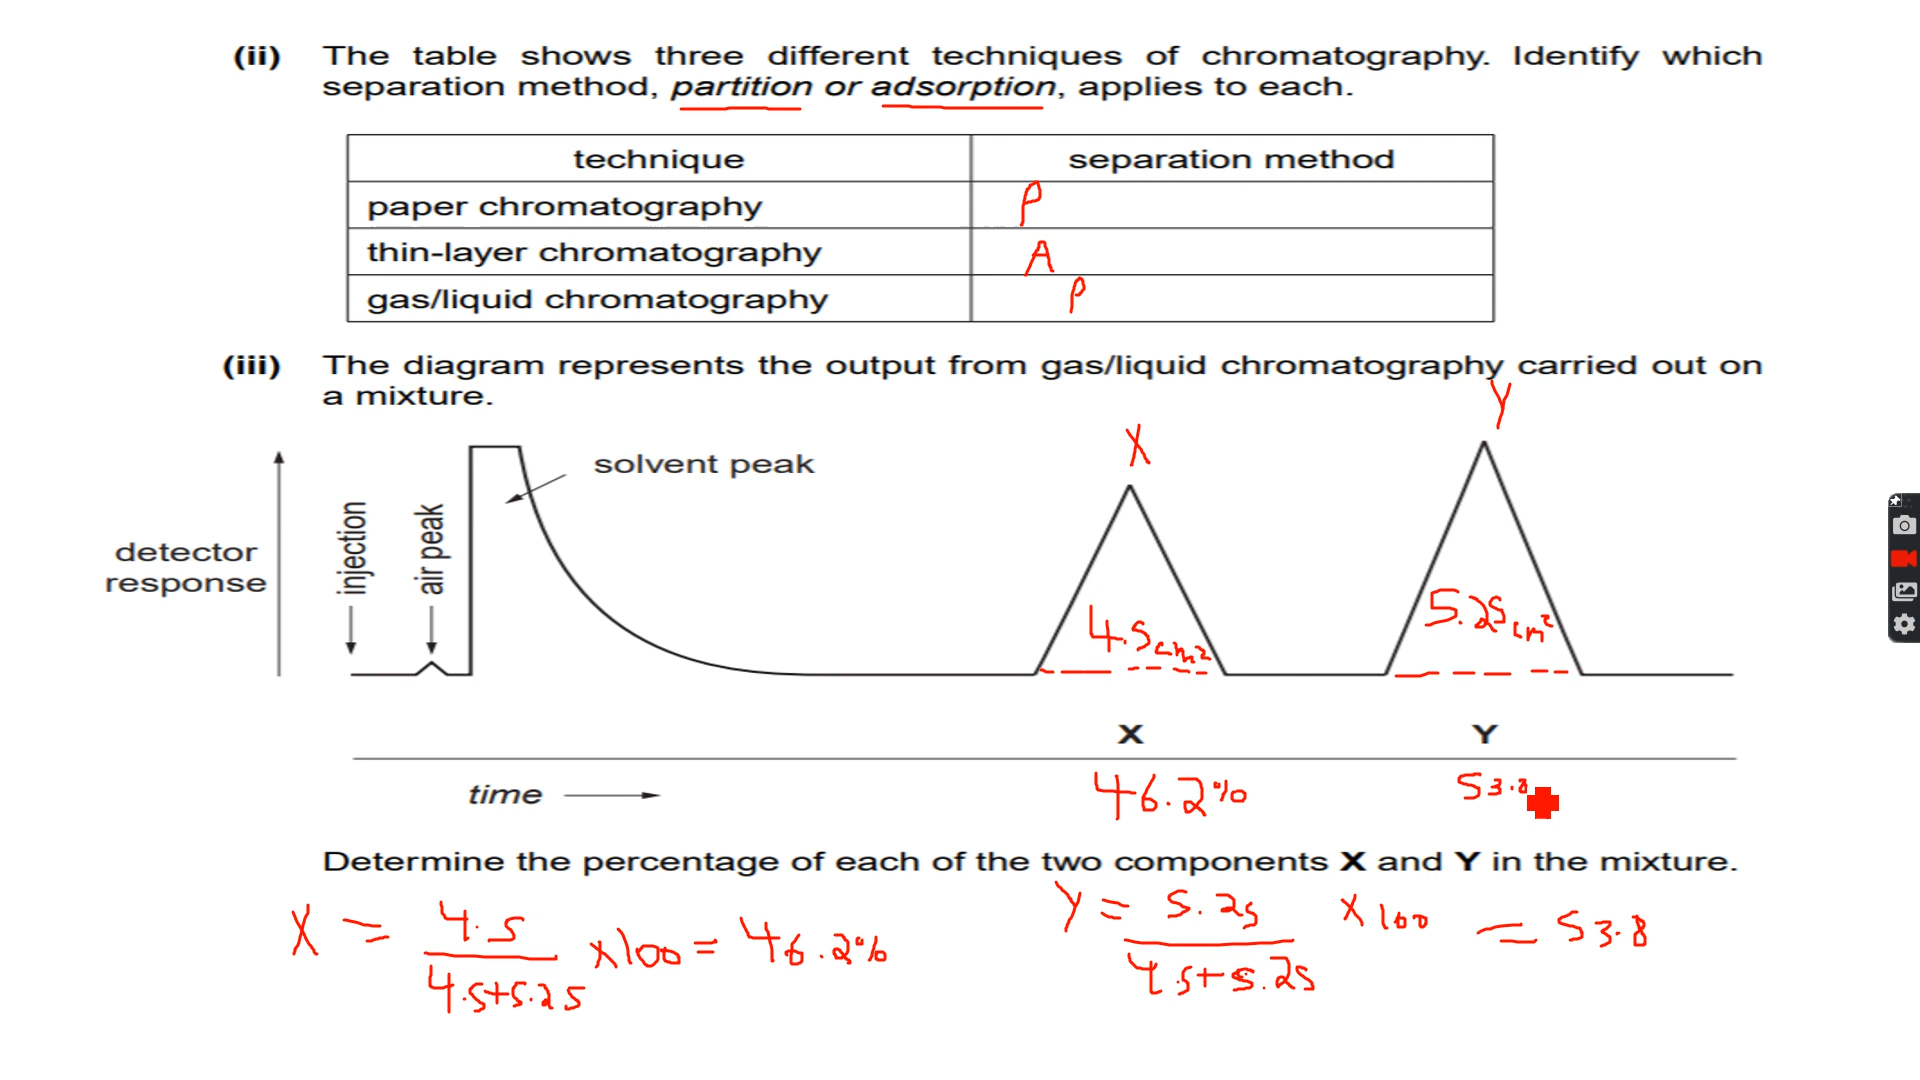 (ii) The table shows three different techniques of chromatography. Identify which
separation method, partition or adsorption, applies to each.
technique separation method
paper chromatography P
thin-layer chromatography A
gas/liquid chromatography P
(iii) The diagram represents the output from gas/liquid chromatography carried out on
a mixture.
Y
X
solvent peak
injection
air peak
detector
response
4.5cm²
5.25cm²
X Y
46.2% 53.8
time
Determine the percentage of each of the two components X and Y in the mixture.
X = 4.5 / 4.5+5.25 x100 = 46.2%
Y = 5.25 / 4.5+5.25 x100 = 53.8